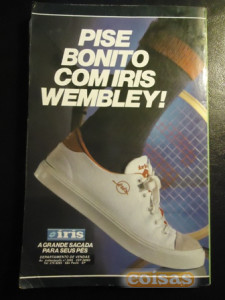 PISE
BONITO
COM IRIS
WEMBLEY!
iris
A GRANDE SACADA
PARA SEUS PÉS
DEPARTAMENTO DE VENDAS
coisas